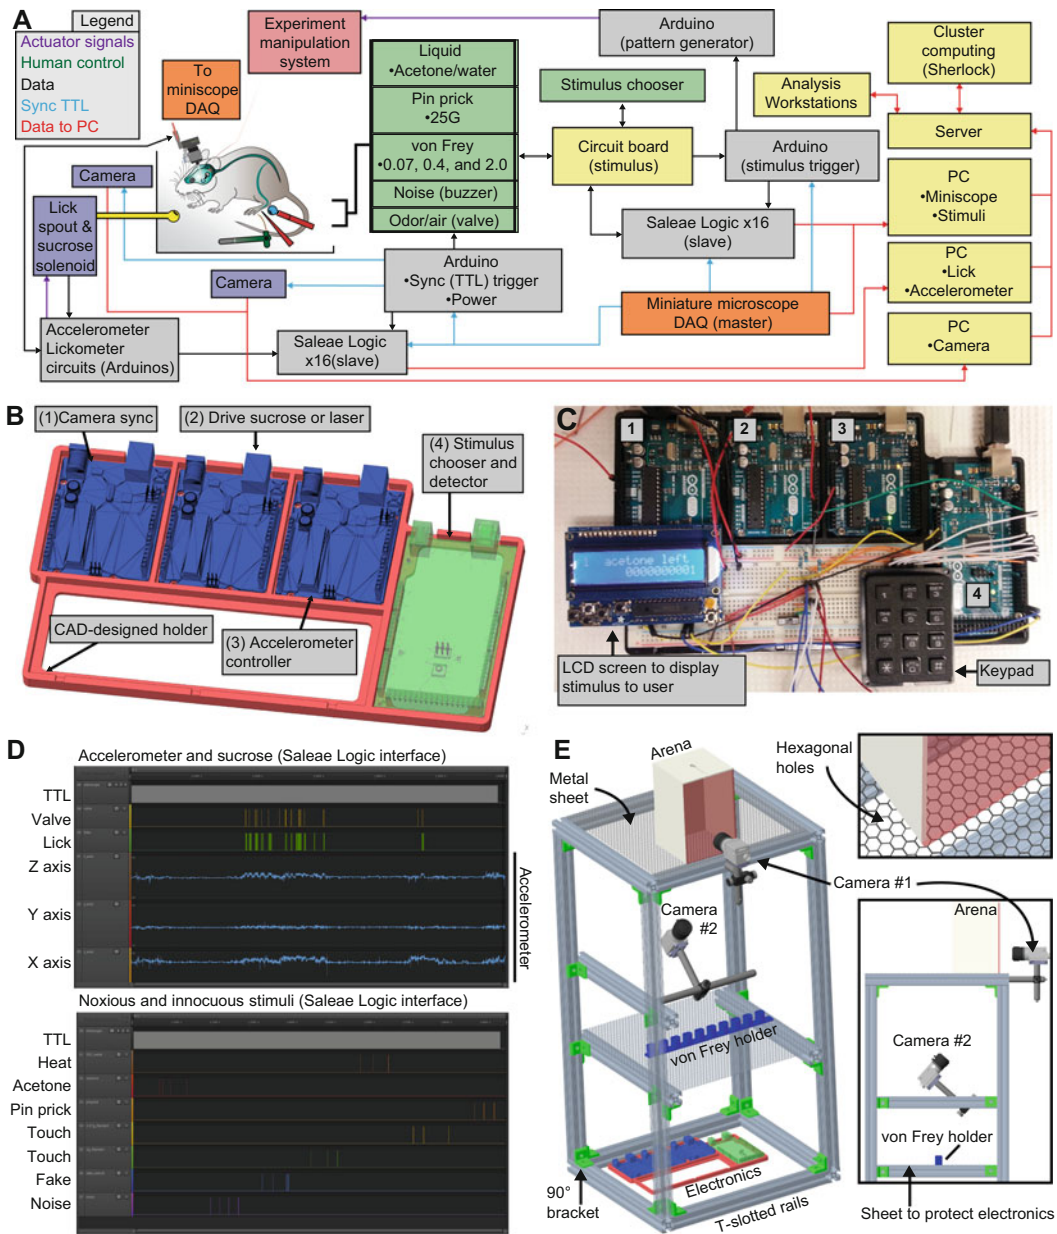 A
Legend
Actuator signals
Human control
Data
Sync TTL
Data to PC
To
miniscope
DAQ
Experiment
manipulation
system
Arduino
(pattern generator)
Cluster
computing
(Sherlock)
Liquid
•Acetone/water
Pin prick
•25G
von Frey
•0.07, 0.4, and 2.0
Noise (buzzer)
Odor/air (valve)
Stimulus chooser
Analysis
Workstations
Circuit board
(stimulus)
Arduino
(stimulus trigger)
Server
Camera
PC
•Miniscope
•Stimuli
Lick
spout &
sucrose
solenoid
Saleae Logic x16
(slave)
Arduino
•Sync (TTL) trigger
•Power
Camera
PC
•Lick
•Accelerometer
Miniature microscope
DAQ (master)
Accelerometer
Lickometer
circuits (Arduinos)
Saleae Logic
x16(slave)
PC
•Camera
B
(1)Camera sync
(2) Drive sucrose or laser
(4) Stimulus
chooser and
detector
CAD-designed holder
(3) Accelerometer
controller
C
1
2
3
4
acetone left
0000000001
LCD screen to display
stimulus to user
Keypad
D
Accelerometer and sucrose (Saleae Logic interface)
TTL
Valve
Lick
Z axis
Y axis
X axis
Accelerometer
Noxious and innocuous stimuli (Saleae Logic interface)
TTL
Heat
Acetone
Pin prick
Touch
Touch
Fake
Noise
E
Arena
Metal
sheet
Hexagonal
holes
Camera #1
Camera
#2
Arena
Camera #2
von Frey holder
von Frey holder
Electronics
90°
bracket
T-slotted rails
Sheet to protect electronics